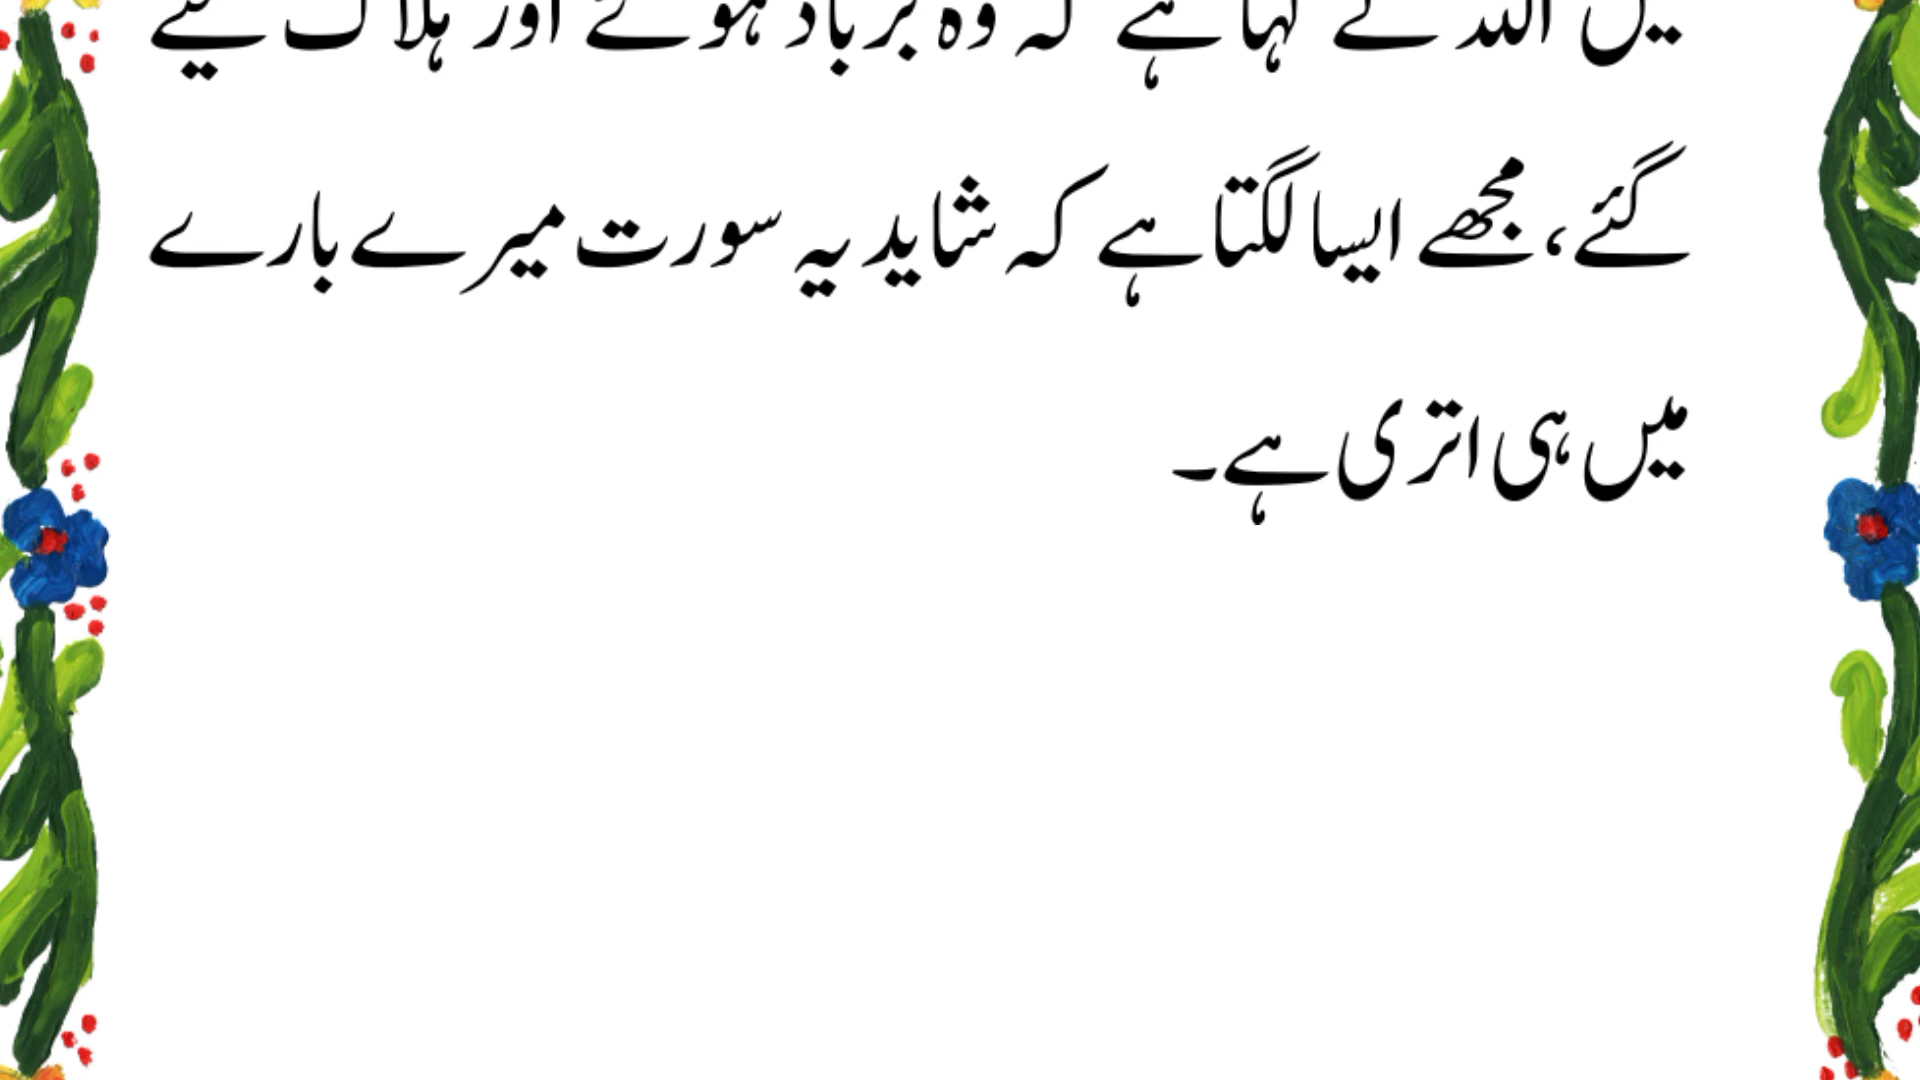 میں اللہ نے کہا ہے کہ وہ برباد ہوئے اور ہلاک کیے
گئے، مجھے ایسا لگتا ہے کہ شاید یہ سورت میرے بارے
میں ہی اتری ہے۔